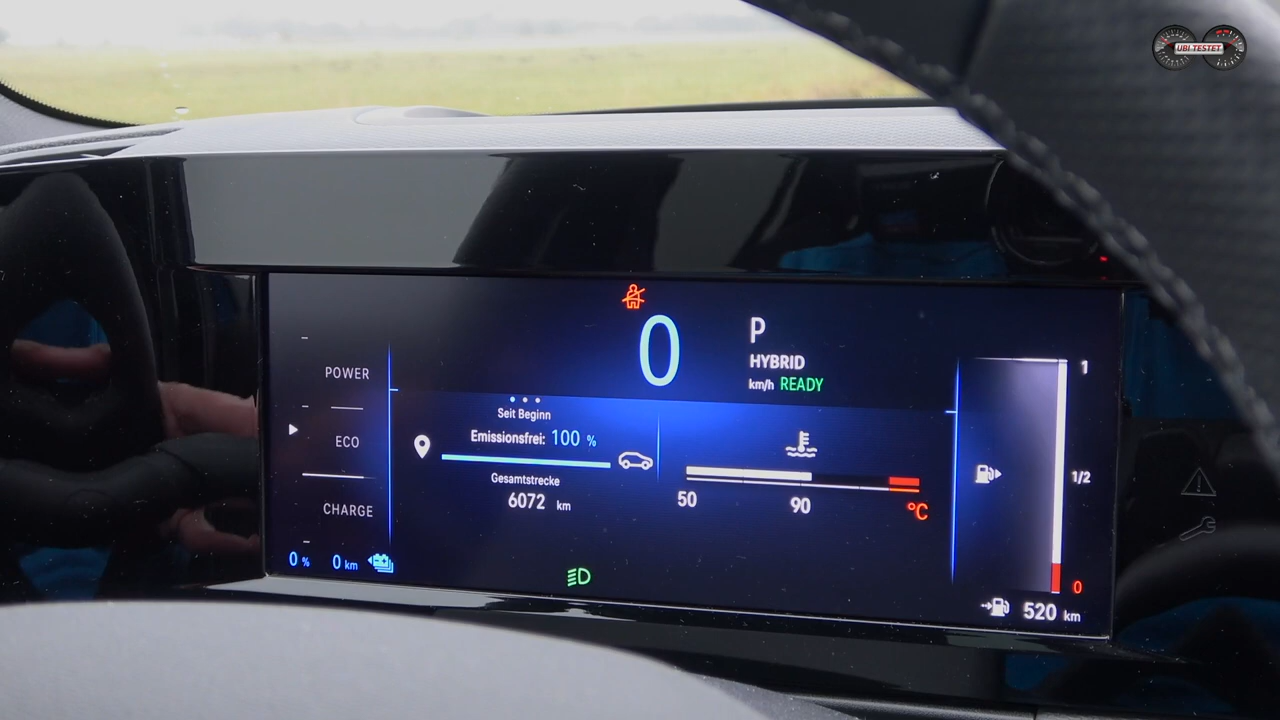 UBI TESTET
0
P
HYBRID
km/h READY
POWER
ECO
CHARGE
0 %
0 km
Seit Beginn
Emissionsfrei: 100 %
Gesamtstrecke
6072 km
50
90
°C
1
1/2
0
520 km